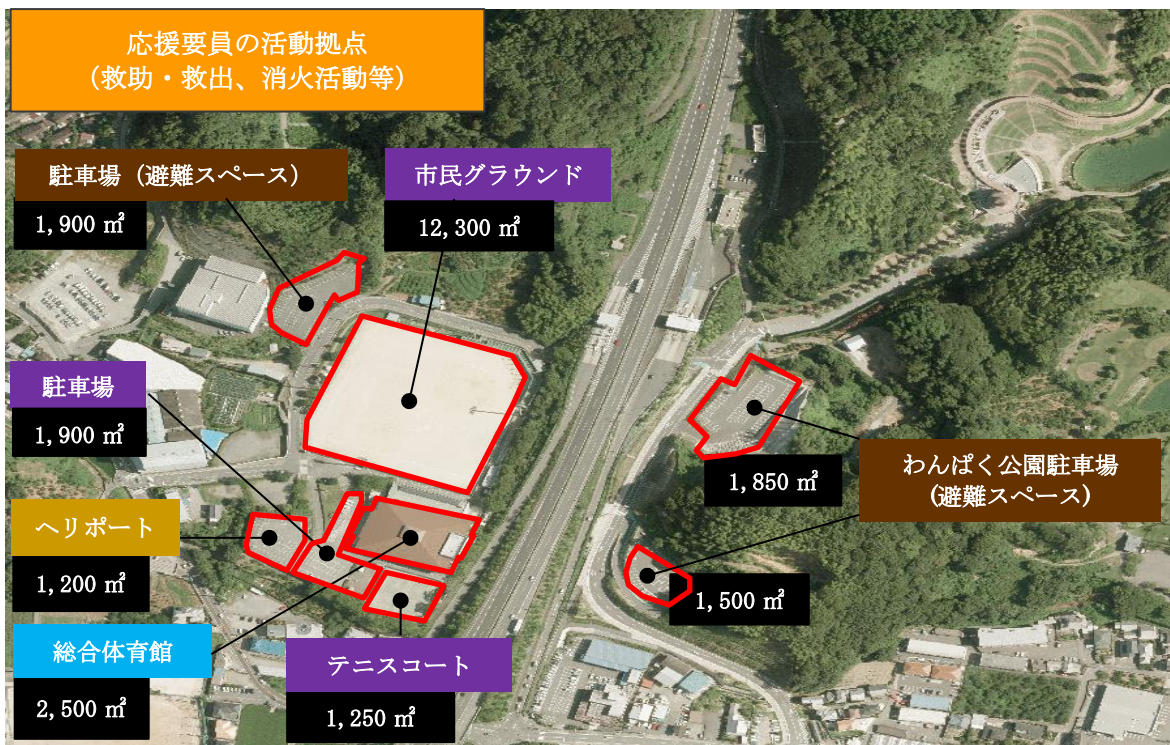 応援要員の活動拠点
（救助・救出、消火活動等）
駐車場（避難スペース）
1,900 ㎡
市民グラウンド
12,300 ㎡
駐車場
1,900 ㎡
1,850 ㎡
わんぱく公園駐車場
(避難スペース)
ヘリポート
1,200 ㎡
1,500 ㎡
総合体育館
2,500 ㎡
テニスコート
1,250 ㎡